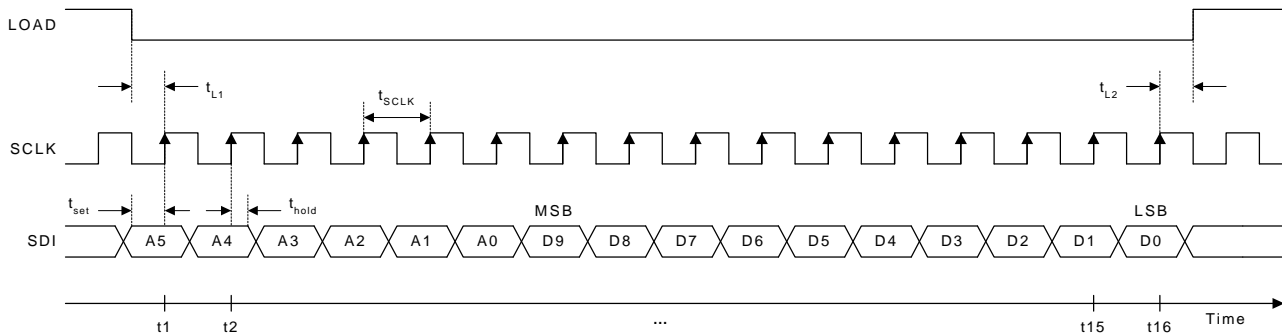 LOAD
tL1
tSCLK
tL2
SCLK
tset
thold
MSB
LSB
SDI
A5 A4 A3 A2 A1 A0 D9 D8 D7 D6 D5 D4 D3 D2 D1 D0
t1 t2 ... t15 t16 Time